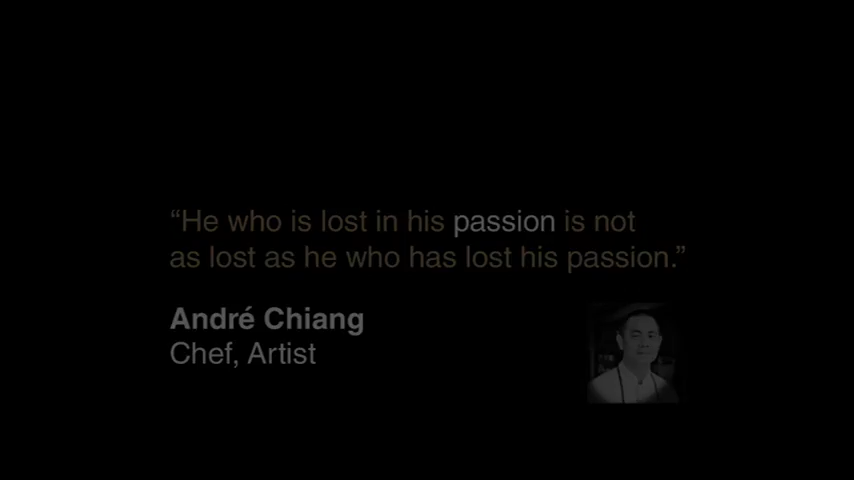 “He who is lost in his passion is not
as lost as he who has lost his passion.”
André Chiang
Chef, Artist